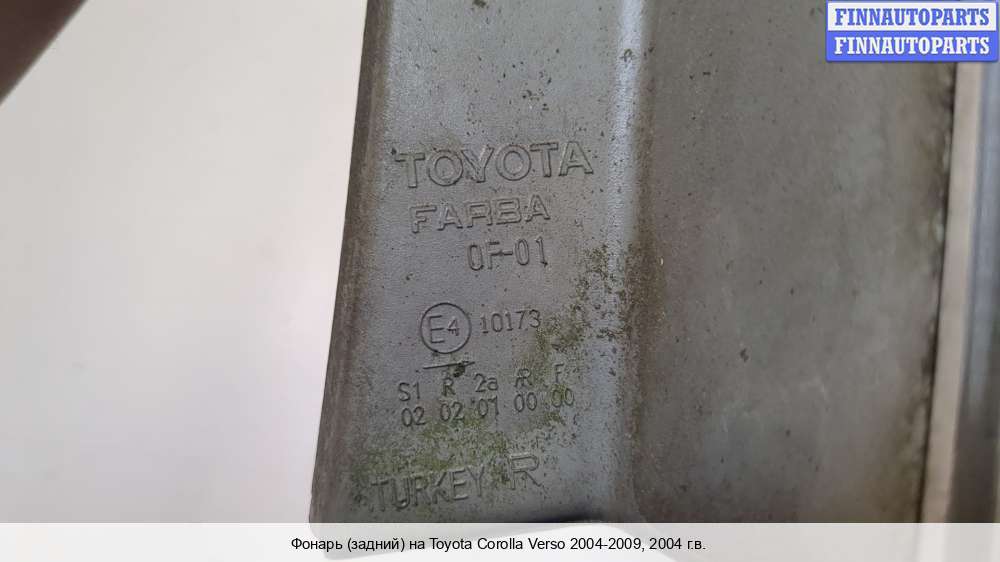 FINNAUTOPARTS
FINNAUTOPARTS
TOYOTA
FARBA
0F-01
E4 10173
S1 R 2a AR F
02 02 01 00 00
TURKEY R
Фонарь (задний) на Toyota Corolla Verso 2004-2009, 2004 г.в.